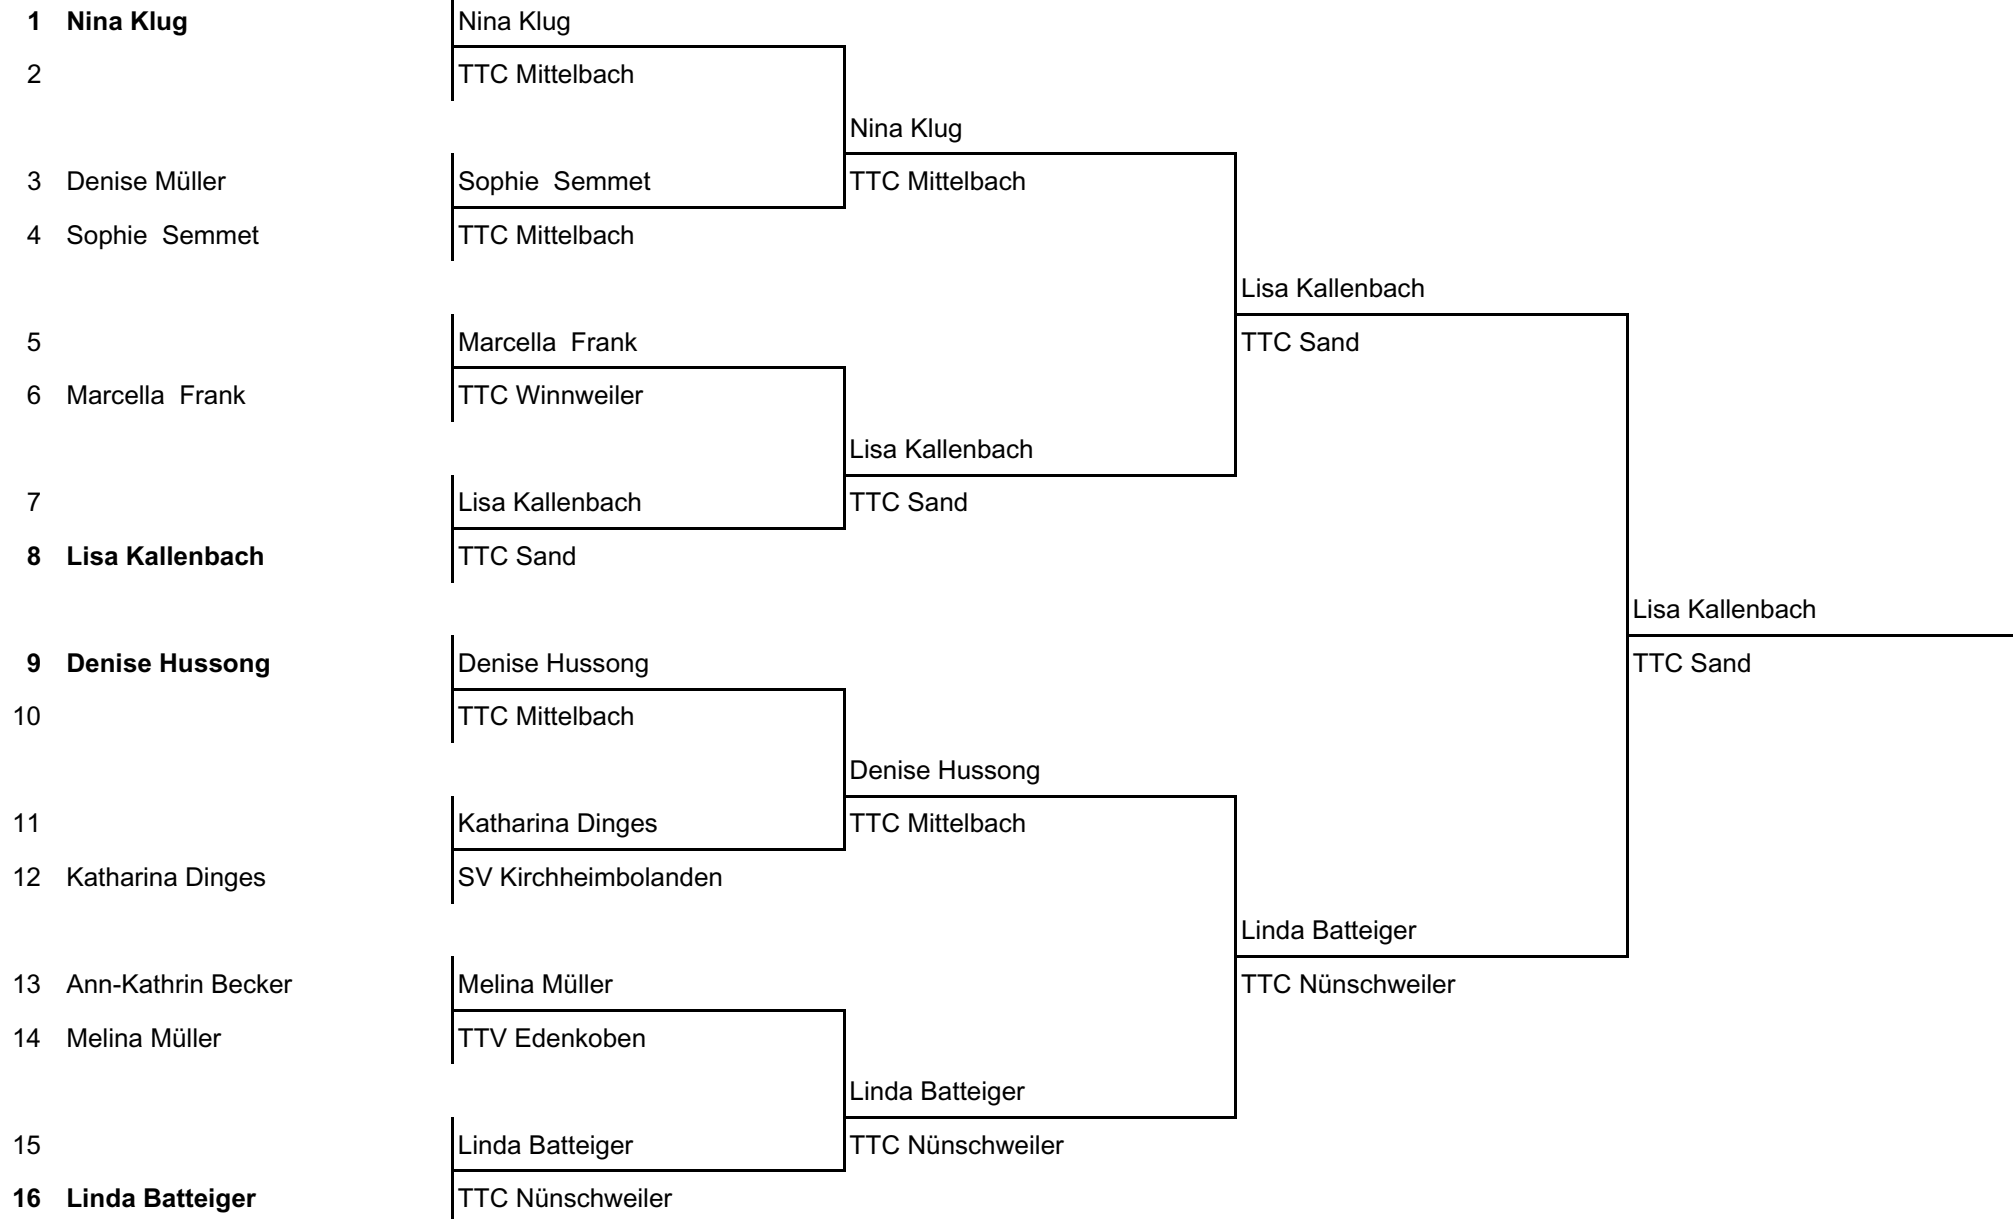 1 Nina Klug Nina Klug
2 TTC Mittelbach
Nina Klug
3 Denise Müller Sophie Semmet TTC Mittelbach
4 Sophie Semmet TTC Mittelbach
Lisa Kallenbach
5 Marcella Frank TTC Sand
6 Marcella Frank TTC Winnweiler
Lisa Kallenbach
7 Lisa Kallenbach TTC Sand
8 Lisa Kallenbach TTC Sand
Lisa Kallenbach
9 Denise Hussong Denise Hussong TTC Sand
10 TTC Mittelbach
Denise Hussong
11 Katharina Dinges TTC Mittelbach
12 Katharina Dinges SV Kirchheimbolanden
Linda Batteiger
13 Ann-Kathrin Becker Melina Müller TTC Nünschweiler
14 Melina Müller TTV Edenkoben
Linda Batteiger
15 Linda Batteiger TTC Nünschweiler
16 Linda Batteiger TTC Nünschweiler